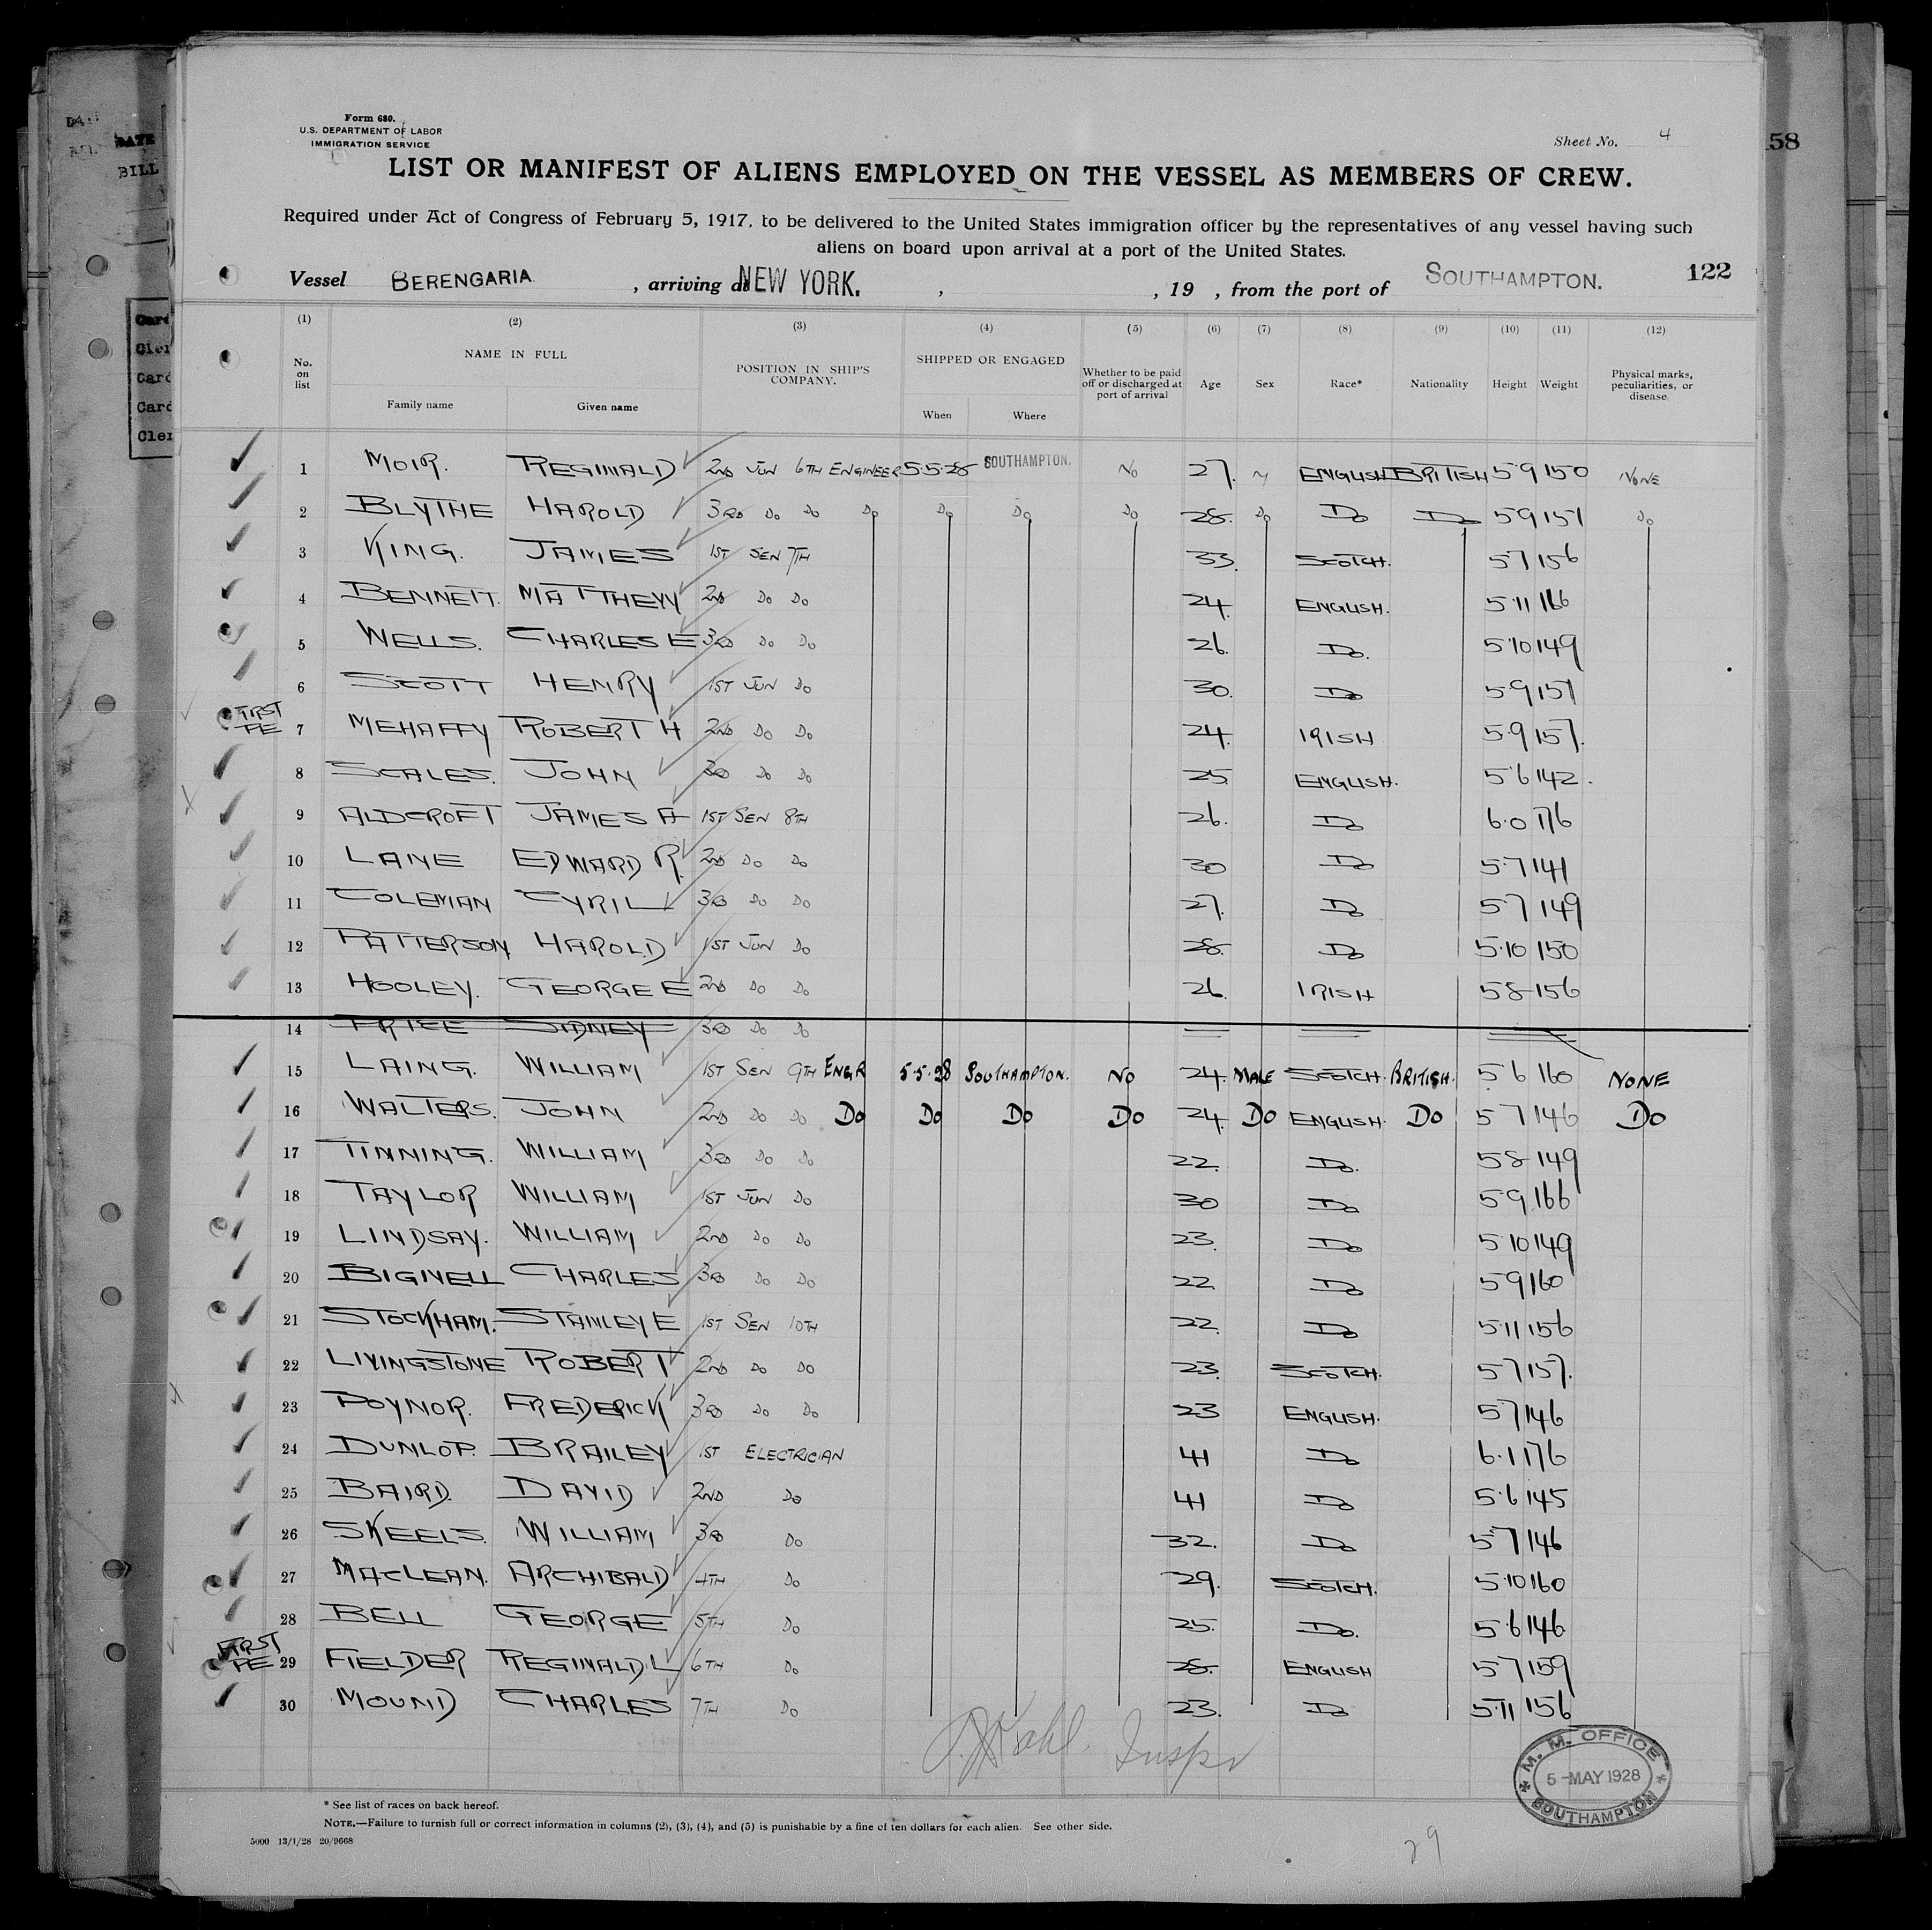 Form 680.
U.S. DEPARTMENT OF LABOR
IMMIGRATION SERVICE
Sheet No. 4
58
DATE
BILL
LIST OR MANIFEST OF ALIENS EMPLOYED ON THE VESSEL AS MEMBERS OF CREW.
Required under Act of Congress of February 5, 1917, to be delivered to the United States immigration officer by the representatives of any vessel having such
aliens on board upon arrival at a port of the United States.
Vessel BERENGARIA , arriving at NEW YORK. , , 19 , from the port of SOUTHAMPTON. 122
(1) (2) (3) (4) (5) (6) (7) (8) (9) (10) (11) (12)
No. on list NAME IN FULL Family name Given name POSITION IN SHIP'S COMPANY. SHIPPED OR ENGAGED When Where Whether to be paid off or discharged at port of arrival Age Sex Race* Nationality Height Weight Physical marks, peculiarities, or disease
1 MOIR. REGINALD 2ND JUN 6TH ENGINEER 5.5.28 SOUTHAMPTON. NO 27. M ENGLISH BRITISH 5.9 150 NONE
2 BLYTHE HAROLD 3RD DO DO DO DO DO DO 28. DO DO DO 5.9 151 DO
3 KING. JAMES 1ST SEN 7TH 33. SCOTCH. 5.7 156
4 BENNETT. MATTHEW 2ND DO DO 24. ENGLISH. 5.11 166
5 WELLS. CHARLES E 3RD DO DO 26. DO. 5.10 149
6 SCOTT HENRY 1ST JUN DO 30. DO 5.9 151
FIRST
7 MEHAFFY ROBERT H 2ND DO DO 24. IRISH 5.9 157.
8 SCALES. JOHN 3RD DO DO 25 ENGLISH. 5.6 142.
9 ALDCROFT JAMES A 1ST SEN 8TH 26. DO 6.0 176
10 LANE EDWARD R. 2ND DO DO 30 DO 5.7 141
11 COLEMAN CYRIL 3RD DO DO 27. DO 5.7 149
12 PATTERSON HAROLD 1ST JUN DO 28. DO 5.10 150
13 HOOLEY. GEORGE E 2ND DO DO 26. IRISH 5.8 156
14 PRICE SIDNEY 3RD DO DO
15 LAING. WILLIAM 1ST SEN 9TH ENGR 5.5.28 SOUTHAMPTON. NO 24. MALE SCOTCH. BRITISH. 5.6 160 NONE
16 WALTERS. JOHN 2ND DO DO DO DO DO DO 24. DO ENGLISH. DO 5.7 146 DO
17 TINNING. WILLIAM 3RD DO DO 22. DO. 5.8 149
18 TAYLOR WILLIAM 1ST JUN DO 30 DO 5.9 166
19 LINDSAY. WILLIAM 2ND DO DO 23. DO 5.10 149
20 BIGNELL CHARLES 3RD DO DO 22 DO 5.9 160
21 STOCKHAM. STANLEY E 1ST SEN 10TH 22. DO 5.11 156
22 LIVINGSTONE ROBERT 2ND DO DO 23. SCOTCH. 5.7 157.
23 POYNOR. FREDERICK 3RD DO DO 23 ENGLISH. 5.7 146
24 DUNLOP. BRAILEY 1ST ELECTRICIAN 41 DO 6.1 176
25 BAIRD. DAVID 2ND DO 41 DO 5.6 145
26 SKEELS. WILLIAM 3RD DO 32. DO 5.7 146
27 MACLEAN. ARCHIBALD 4TH DO 29. SCOTCH. 5.10 160
28 BELL GEORGE 5TH DO 25. DO. 5.6 146
FIRST
29 FIELDER REGINALD L 6TH DO 28. ENGLISH 5.7 159
30 MOUND CHARLES 7TH DO 23. DO 5.11 156
Inspr
M. M. OFFICE
5-MAY 1928
SOUTHAMPTON
* See list of races on back hereof.
NOTE.—Failure to furnish full or correct information in columns (2), (3), (4), and (5) is punishable by a fine of ten dollars for each alien. See other side.
5000 13/1/28 20/9668
29